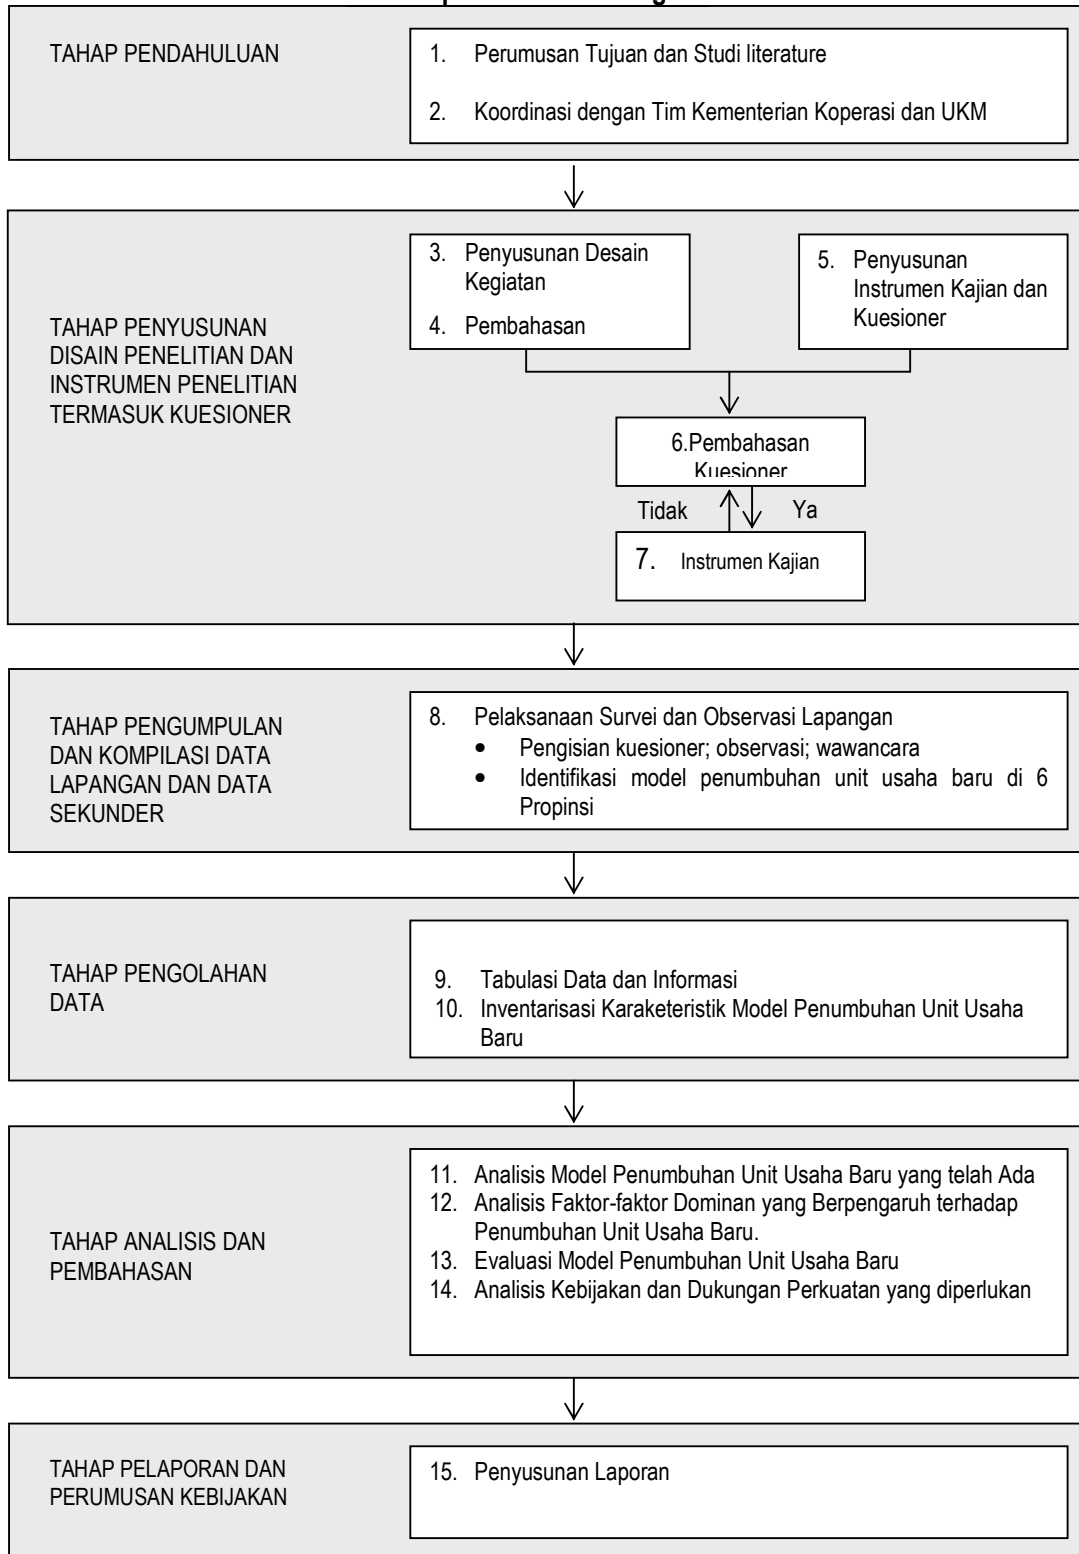 TAHAP PENDAHULUAN
1. Perumusan Tujuan dan Studi literature
2. Koordinasi dengan Tim Kementerian Koperasi dan UKM
TAHAP PENYUSUNAN
DISAIN PENELITIAN DAN
INSTRUMEN PENELITIAN
TERMASUK KUESIONER
3. Penyusunan Desain
Kegiatan
4. Pembahasan
5. Penyusunan
Instrumen Kajian dan
Kuesioner
6.Pembahasan
Kuesioner
Tidak
Ya
7. Instrumen Kajian
TAHAP PENGUMPULAN
DAN KOMPILASI DATA
LAPANGAN DAN DATA
SEKUNDER
8. Pelaksanaan Survei dan Observasi Lapangan
• Pengisian kuesioner; observasi; wawancara
• Identifikasi model penumbuhan unit usaha baru di 6
Propinsi
TAHAP PENGOLAHAN
DATA
9. Tabulasi Data dan Informasi
10. Inventarisasi Karaketeristik Model Penumbuhan Unit Usaha
Baru
TAHAP ANALISIS DAN
PEMBAHASAN
11. Analisis Model Penumbuhan Unit Usaha Baru yang telah Ada
12. Analisis Faktor-faktor Dominan yang Berpengaruh terhadap
Penumbuhan Unit Usaha Baru.
13. Evaluasi Model Penumbuhan Unit Usaha Baru
14. Analisis Kebijakan dan Dukungan Perkuatan yang diperlukan
TAHAP PELAPORAN DAN
PERUMUSAN KEBIJAKAN
15. Penyusunan Laporan